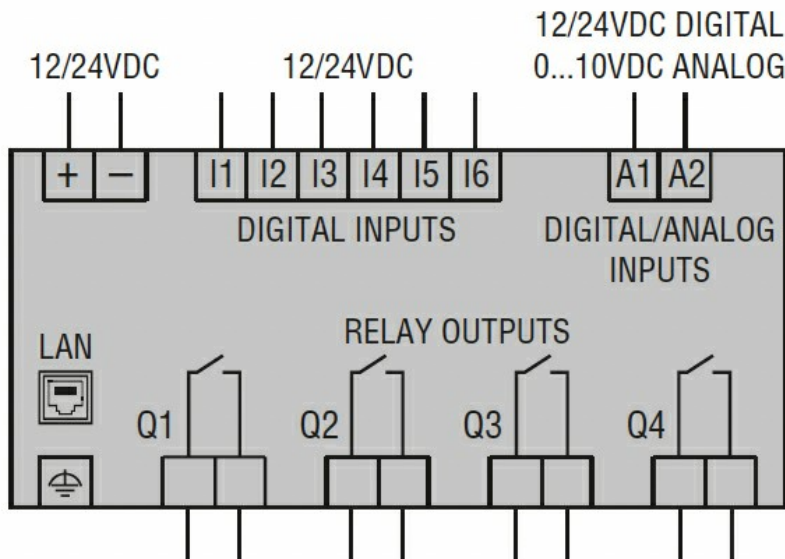 12/24VDC DIGITAL
12/24VDC 12/24VDC 0...10VDC ANALOG
+ − I1 I2 I3 I4 I5 I6 A1 A2
DIGITAL INPUTS DIGITAL/ANALOG
INPUTS
RELAY OUTPUTS
LAN
Q1 Q2 Q3 Q4